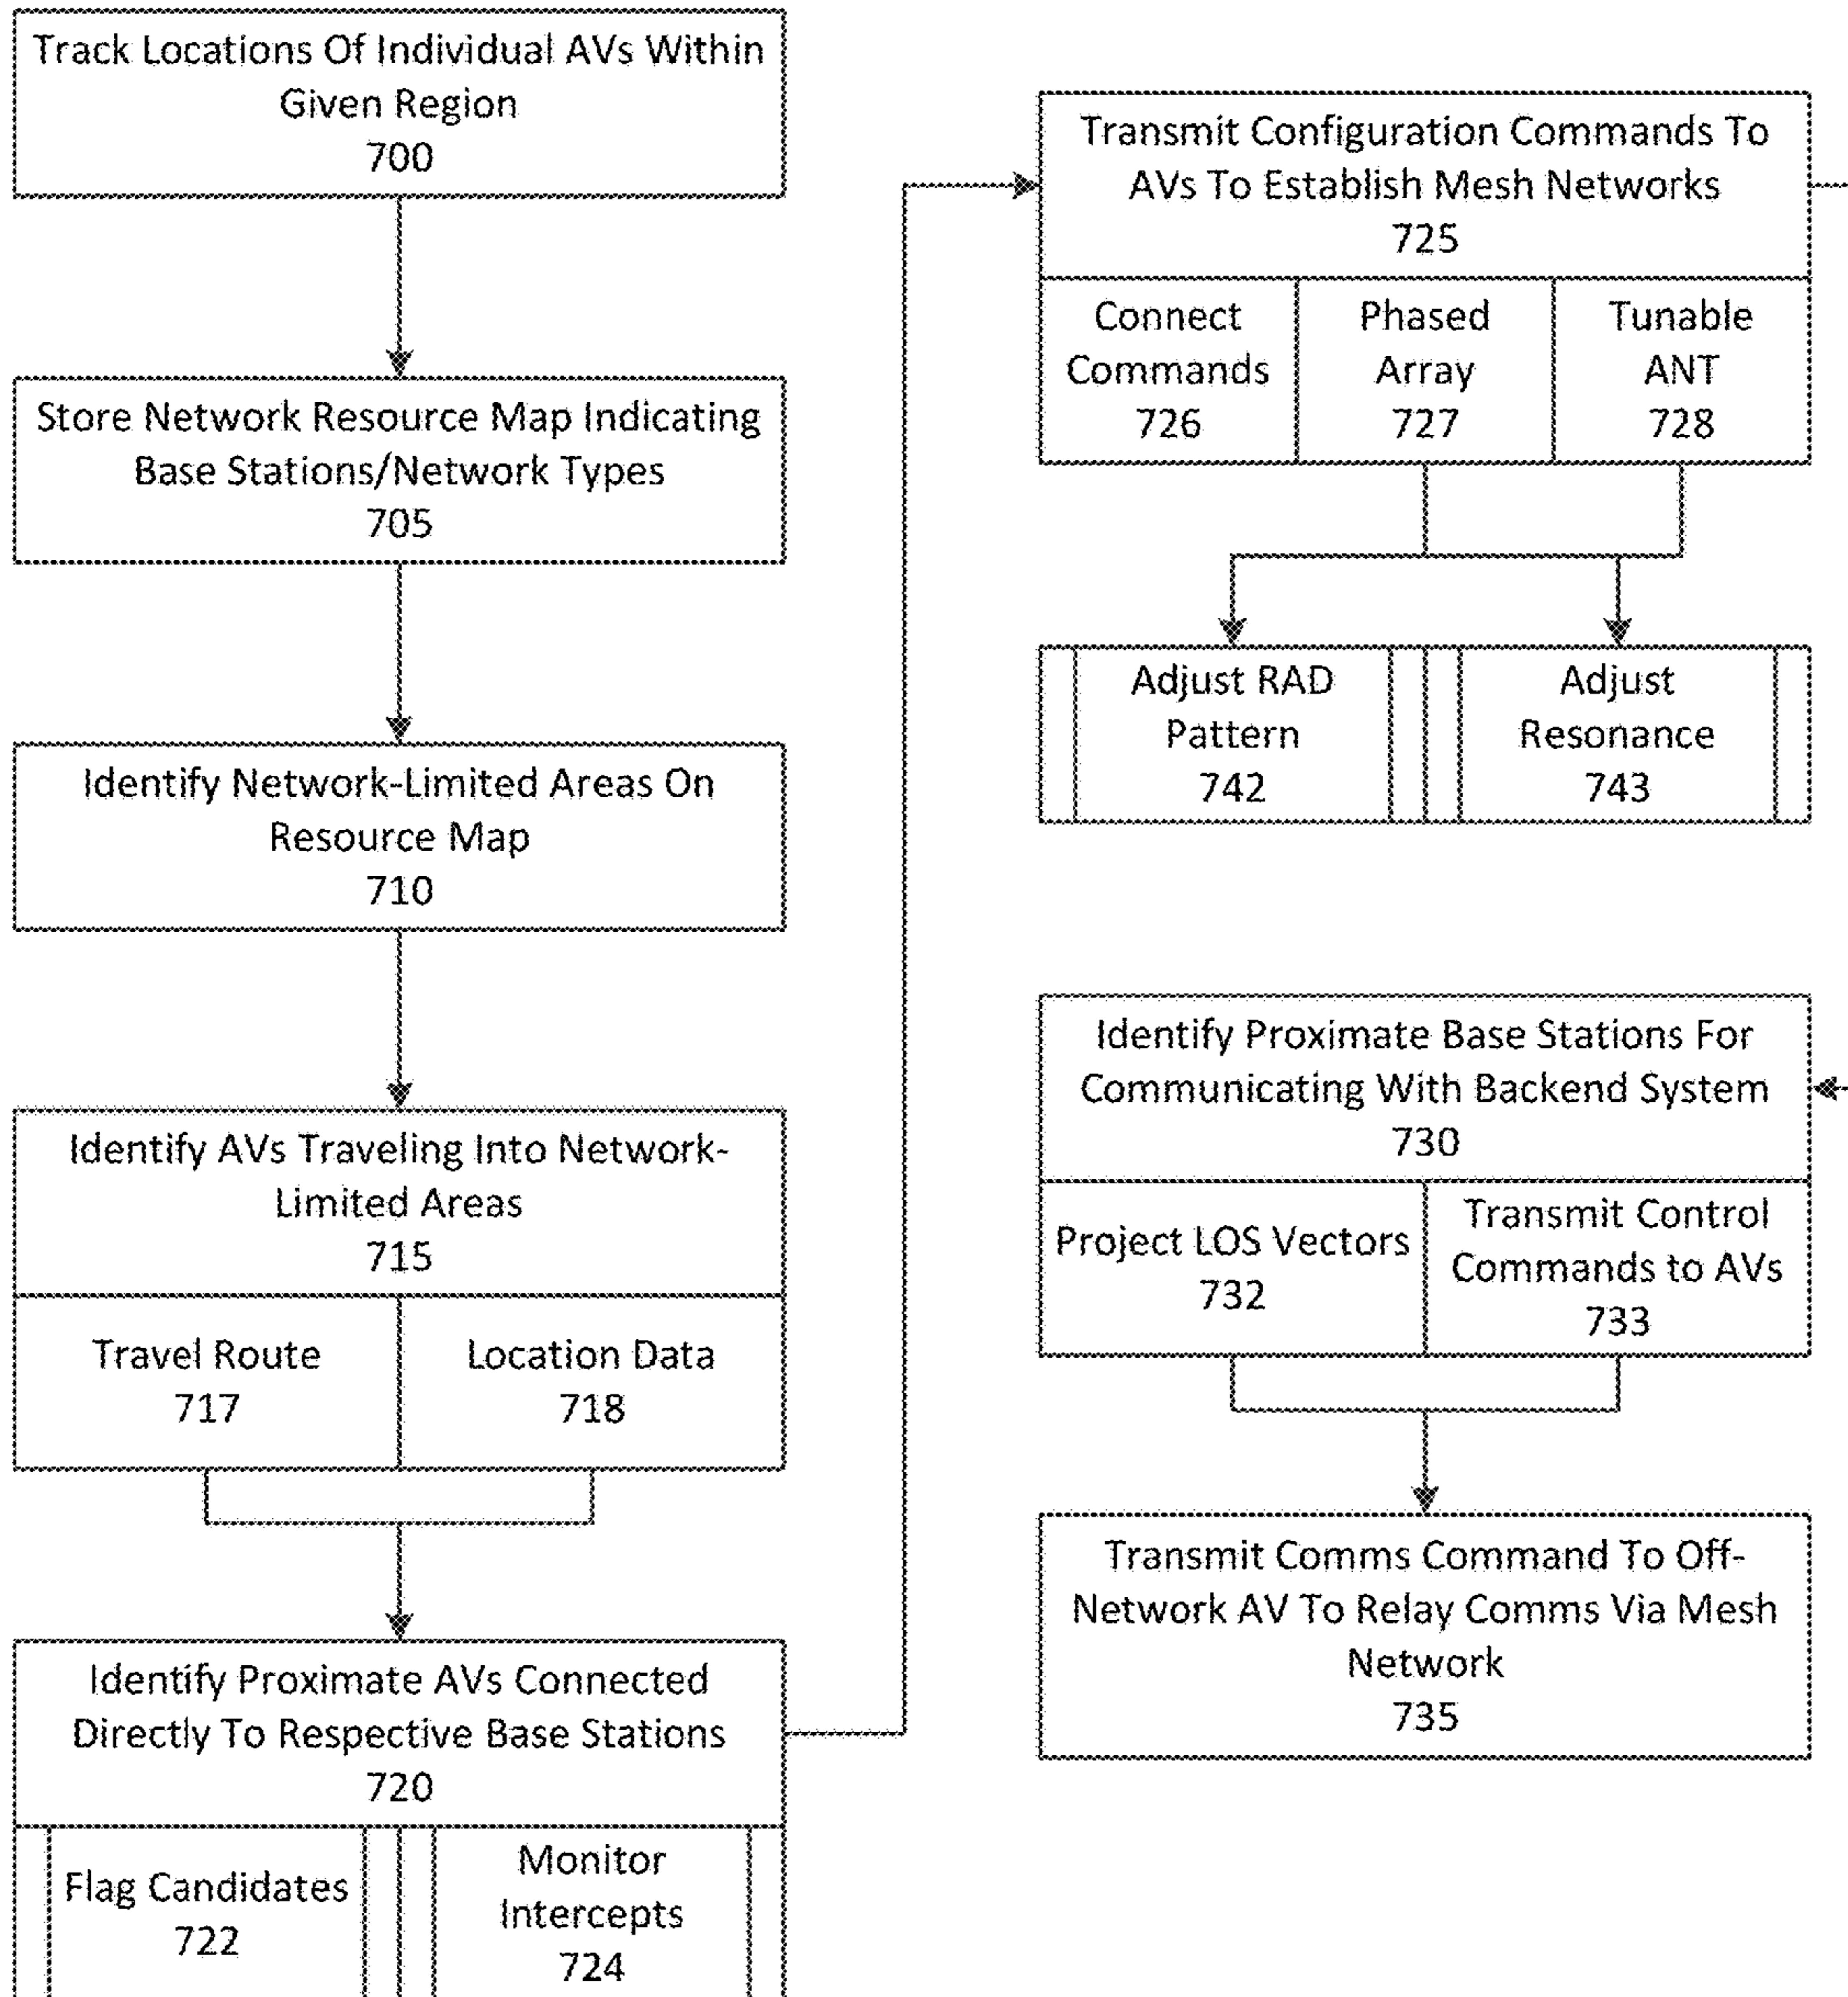 Track Locations Of Individual AVs Within
Given Region
700
Store Network Resource Map Indicating
Base Stations/Network Types
705
Identify Network-Limited Areas On
Resource Map
710
Identify AVs Traveling Into Network-
Limited Areas
715
Travel Route
717
Location Data
718
Identify Proximate AVs Connected
Directly To Respective Base Stations
720
Flag Candidates
722
Monitor
Intercepts
724
Transmit Configuration Commands To
AVs To Establish Mesh Networks
725
Connect
Commands
726
Phased
Array
727
Tunable
ANT
728
Adjust RAD
Pattern
742
Adjust
Resonance
743
Identify Proximate Base Stations For
Communicating With Backend System
730
Project LOS Vectors
732
Transmit Control
Commands to AVs
733
Transmit Comms Command To Off-
Network AV To Relay Comms Via Mesh
Network
735